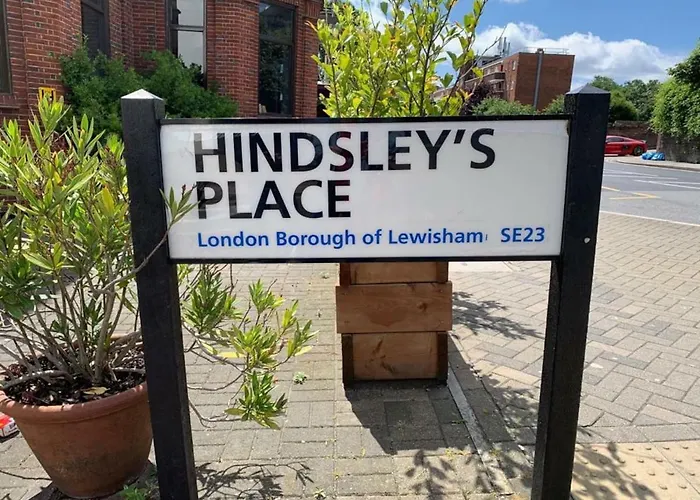 HINDSLEY'S
PLACE
London Borough of Lewisham SE23